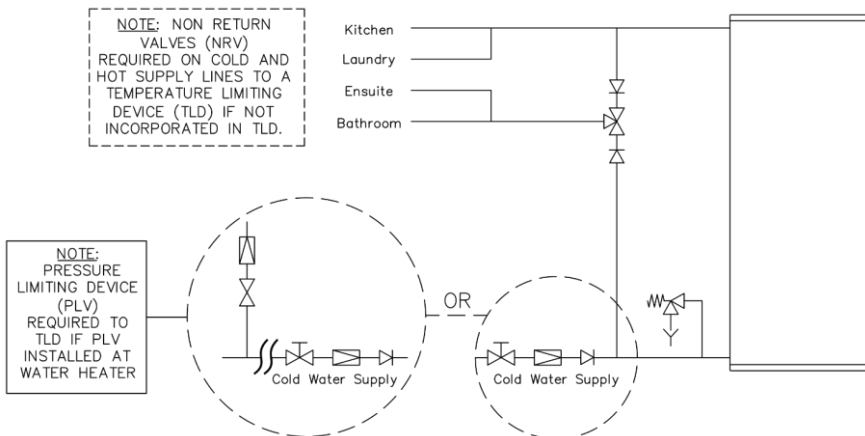 NOTE: NON RETURN
VALVES (NRV)
REQUIRED ON COLD AND
HOT SUPPLY LINES TO A
TEMPERATURE LIMITING
DEVICE (TLD) IF NOT
INCORPORATED IN TLD.
Kitchen
Laundry
Ensuite
Bathroom
NOTE:
PRESSURE
LIMITING DEVICE
(PLV)
REQUIRED TO
TLD IF PLV
INSTALLED AT
WATER HEATER
OR
Cold Water Supply
Cold Water Supply